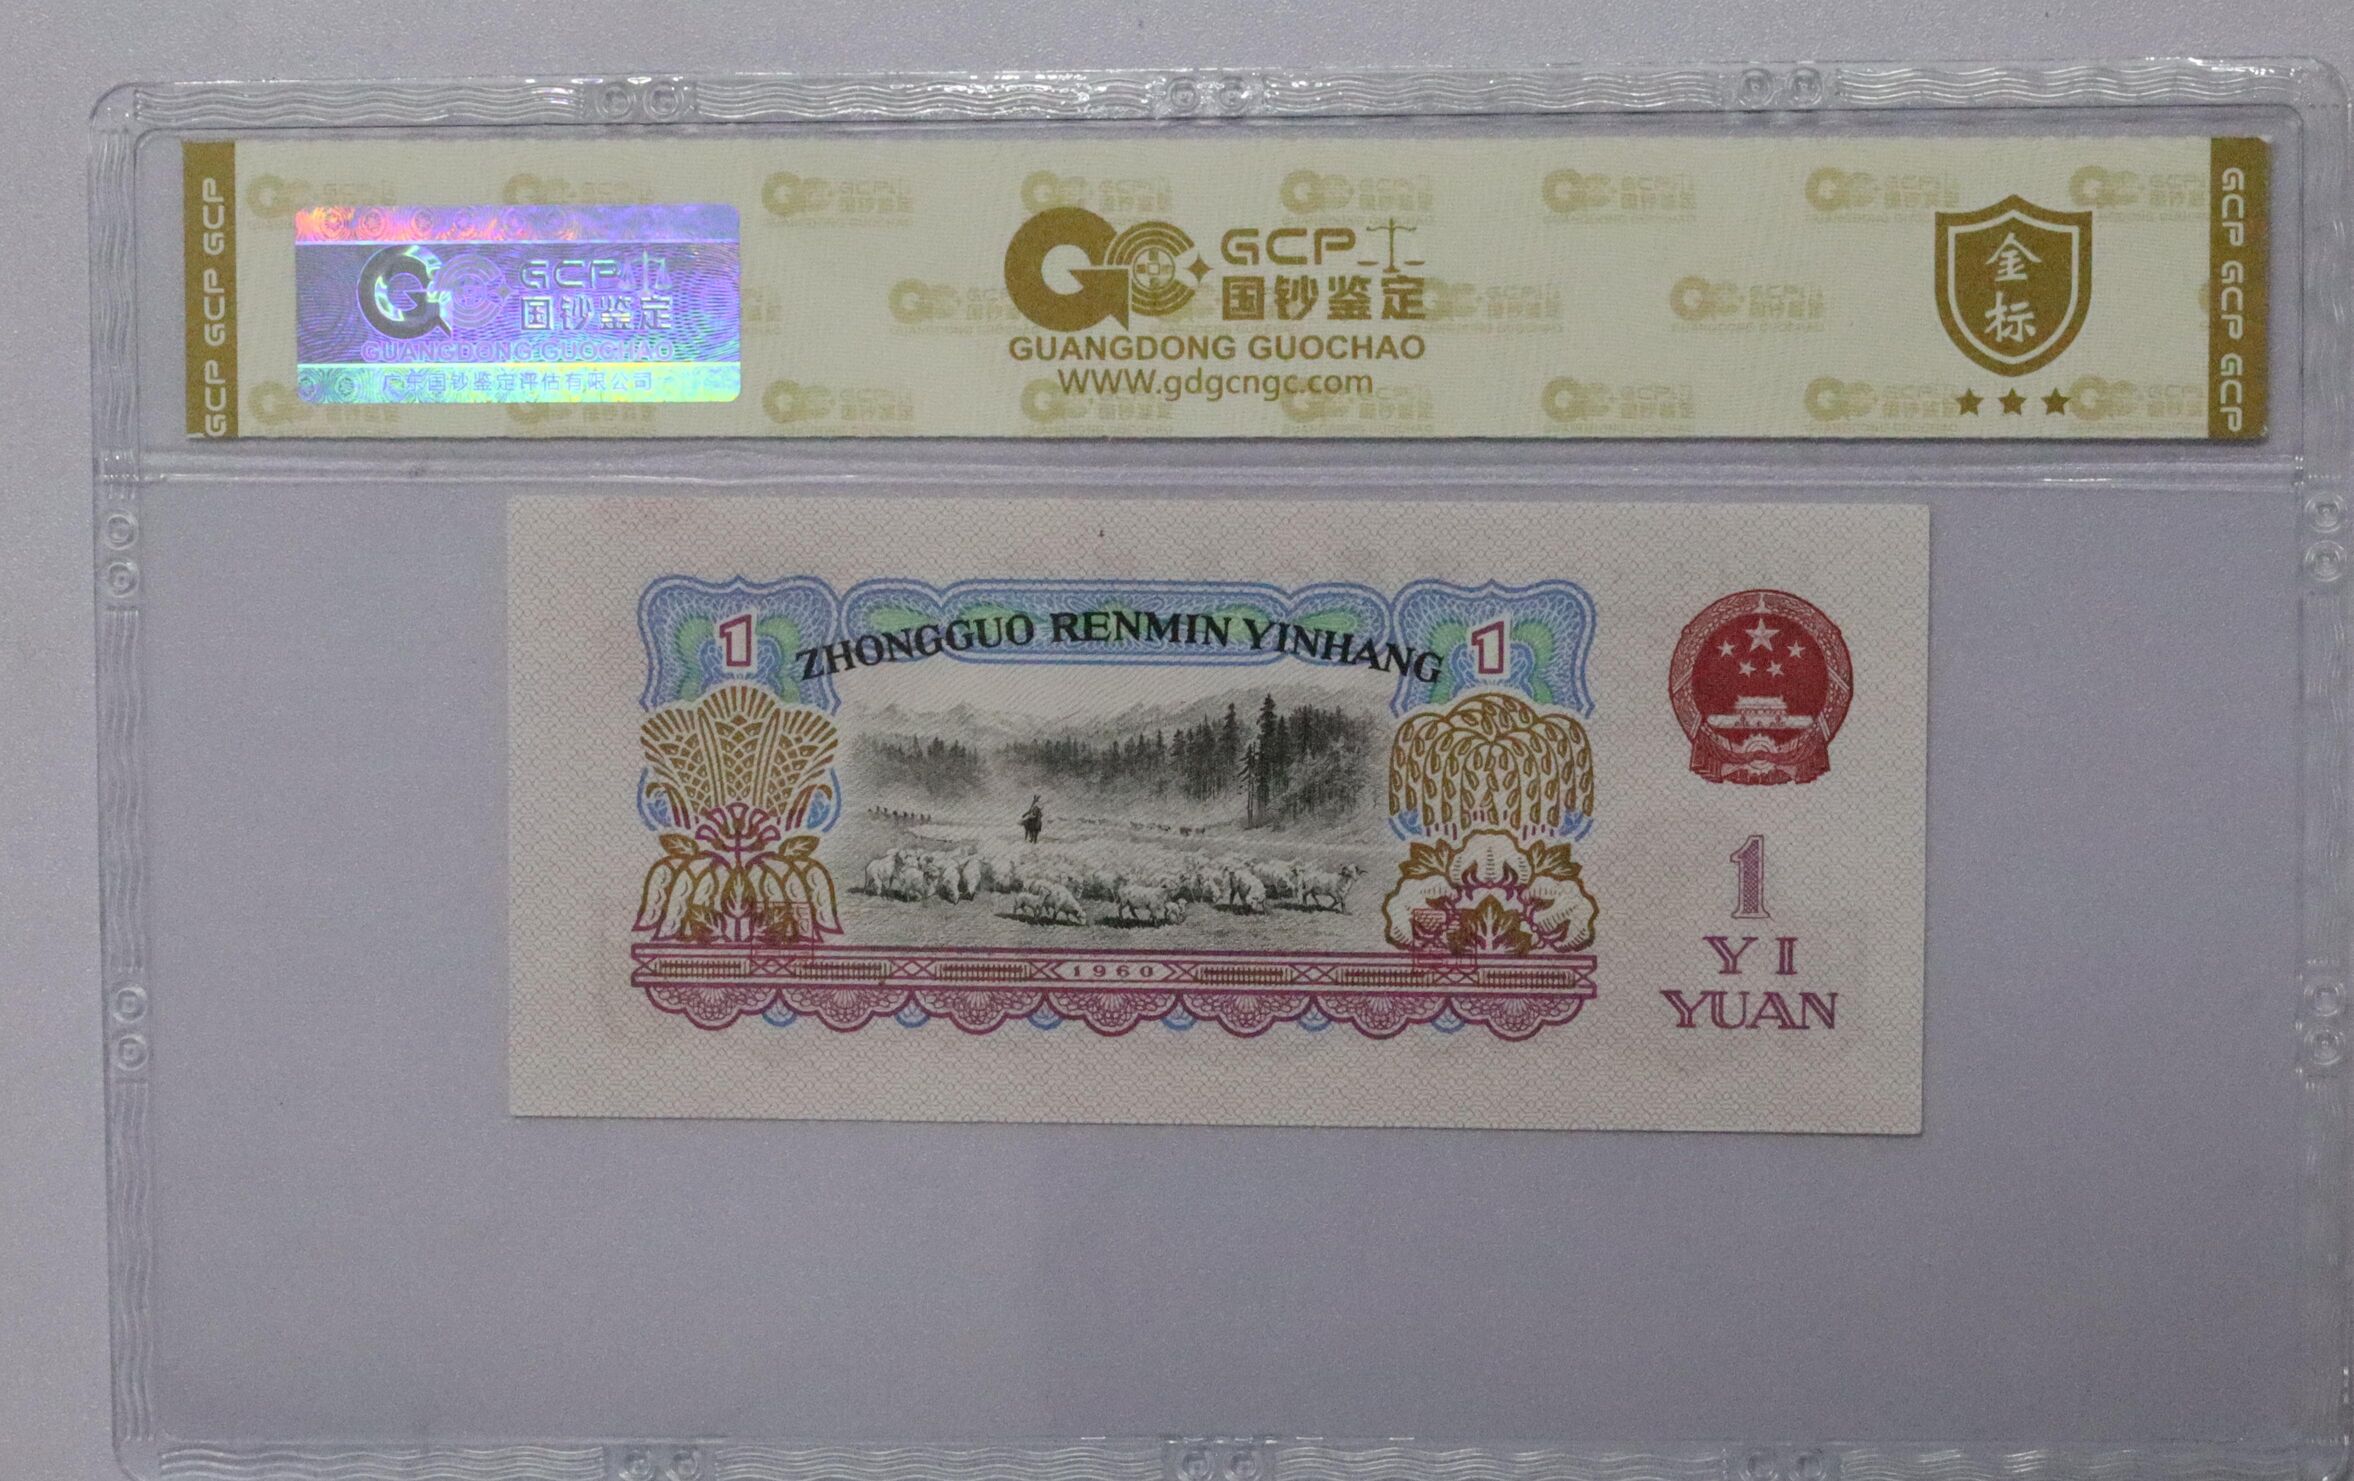 GCP GCP GCP
GCP
国钞鉴定
GUANGDONG GUOCHAO
广东国钞鉴定评估有限公司
GCP
国钞鉴定
GUANGDONG GUOCHAO
WWW.gdgcngc.com
金
标
GCP GCP GCP
1
ZHONGGUO RENMIN YINHANG
1
1960
1
YI
YUAN